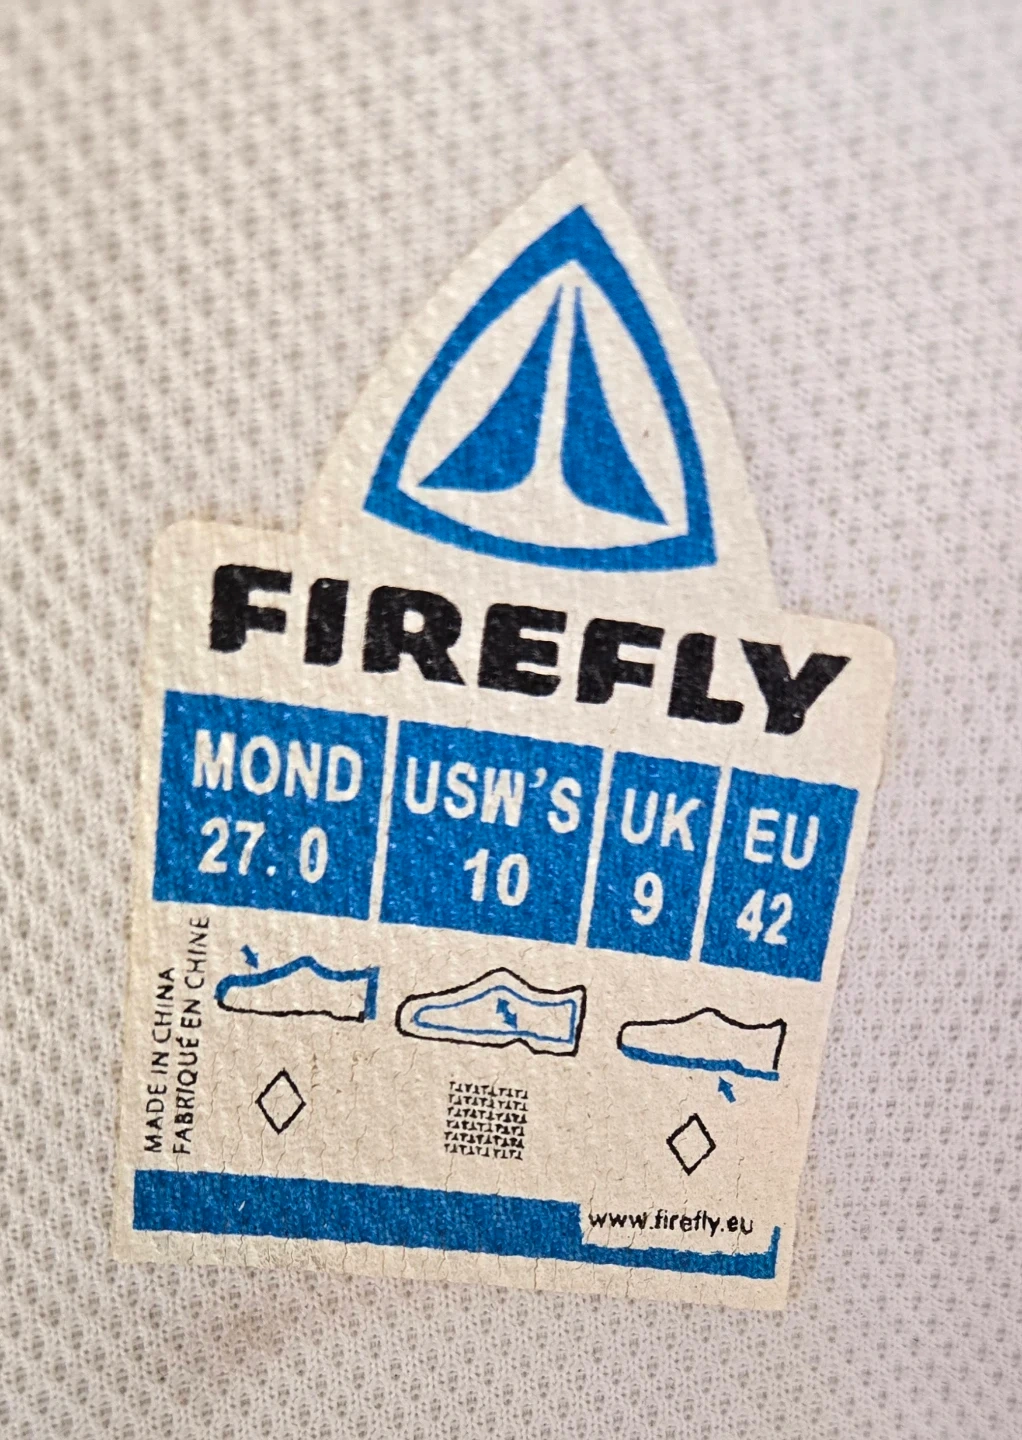 FIREFLY
MOND USW'S UK EU
27.0 10 9 42
MADE IN CHINA
FABRIQUÉ EN CHINE
www.firefly.eu